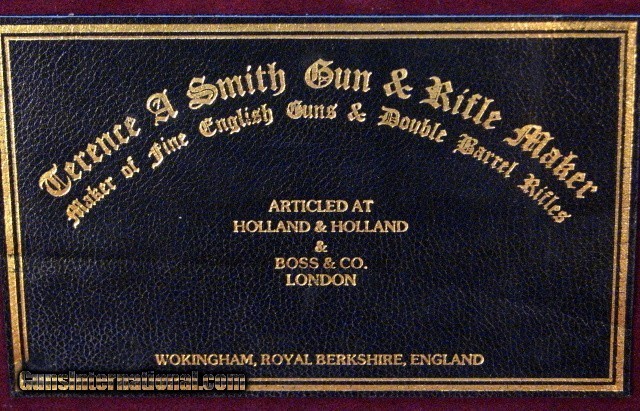 Terence A Smith Gun & Rifle Maker
Maker of Fine English Guns & Double Barrel Rifles
ARTICLED AT
HOLLAND & HOLLAND
&
BOSS & CO.
LONDON
WOKINGHAM, ROYAL BERKSHIRE, ENGLAND
GunsInternational.com